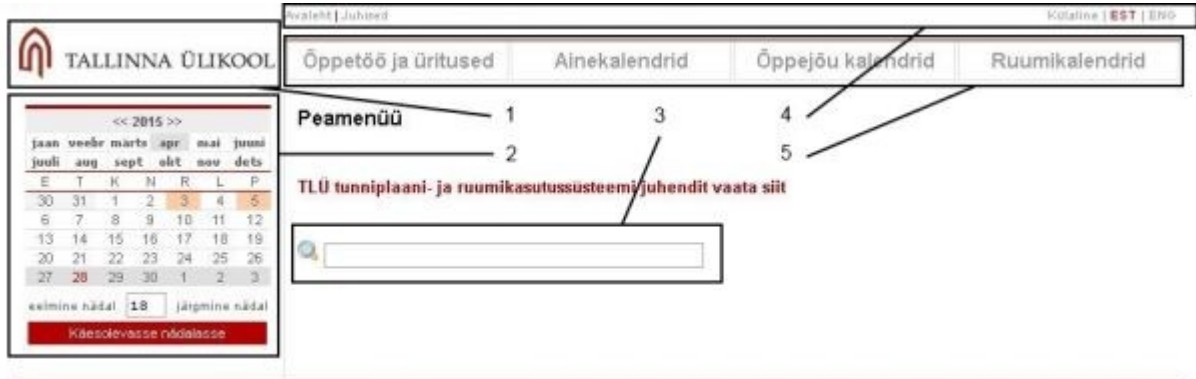 Avaleht | Juhised
Külaline | EST | ENG
TALLINNA ÜLIKOOL
Õppetöö ja üritused
Ainekalendrid
Õppejõu kalendrid
Ruumikalendrid
Peamenüü
1
2
3
4
5
TLÜ tunniplaani- ja ruumikasutussüsteemi juhendit vaata siit
<< 2015 >>
jaan veebr märts apr mai juuni
juuli aug sept okt nov dets
E T K N R L P
30 31 1 2 3 4 5
6 7 8 9 10 11 12
13 14 15 16 17 18 19
20 21 22 23 24 25 26
27 28 29 30 1 2 3
eelmine nädal 18 järgmine nädal
Käesolevasse nädalasse